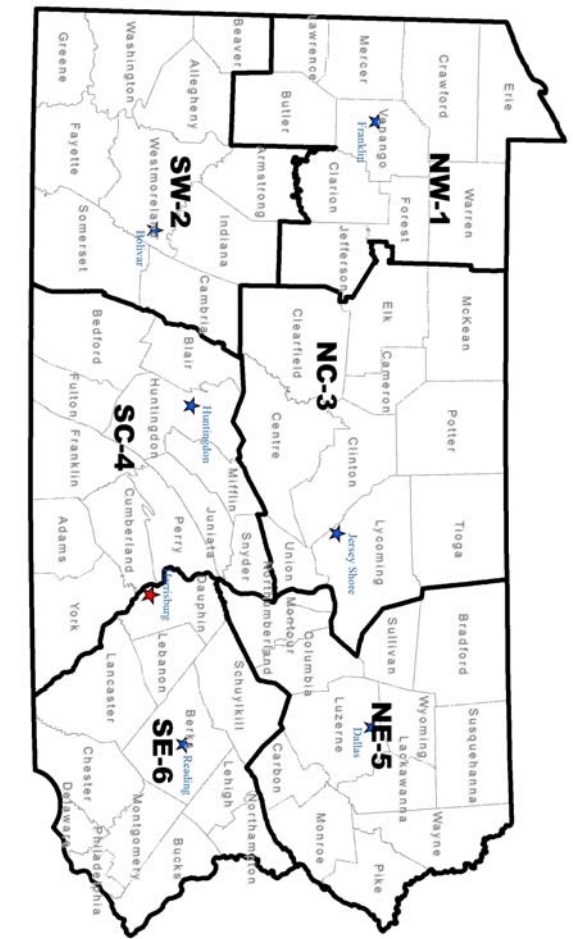 Erie
Crawford
Warren
McKean
Potter
Tioga
Bradford
Susquehanna
Wayne
Mercer
Venango
Franklin
NW-1
Forest
Elk
Cameron
Clinton
Lycoming
Jersey Shore
Sullivan
Wyoming
Lackawanna
NE-5
Dallas
Luzerne
Pike
Lawrence
Butler
Clarion
Jefferson
Clearfield
NC-3
Centre
Union
Montour
Columbia
Northumberland
Carbon
Monroe
Beaver
Allegheny
Armstrong
Indiana
Cambria
Blair
Huntingdon
Huntingdon
Mifflin
Juniata
Snyder
Perry
Dauphin
Schuylkill
Lehigh
Northampton
Washington
Westmoreland
SW-2
Bolivar
SC-4
Cumberland
Harrisburg
Lebanon
Berks
Reading
SE-6
Montgomery
Bucks
Greene
Fayette
Somerset
Bedford
Fulton
Franklin
Adams
York
Lancaster
Chester
Delaware
Philadelphia